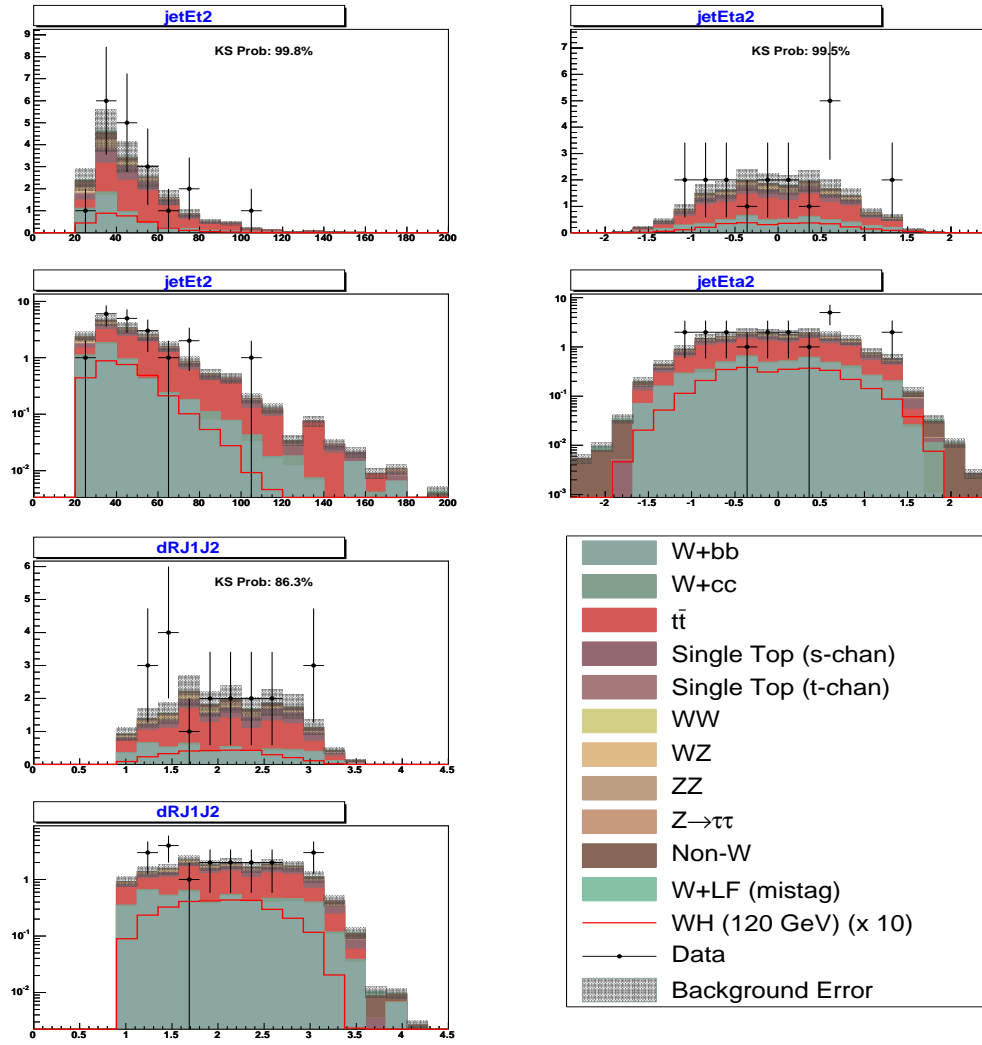 jetEt2
KS Prob: 99.8%
9
8
7
6
5
4
3
2
1
0
0 20 40 60 80 100 120 140 160 180 200
jetEta2
KS Prob: 99.5%
7
6
5
4
3
2
1
0
-2 -1.5 -1 -0.5 0 0.5 1 1.5 2
jetEt2
10
1
10⁻¹
10⁻²
0 20 40 60 80 100 120 140 160 180 200
jetEta2
10
1
10⁻¹
10⁻²
10⁻³
-2 -1.5 -1 -0.5 0 0.5 1 1.5 2
dRJ1J2
KS Prob: 86.3%
6
5
4
3
2
1
0
0 0.5 1 1.5 2 2.5 3 3.5 4 4.5
dRJ1J2
1
10⁻¹
10⁻²
0 0.5 1 1.5 2 2.5 3 3.5 4 4.5
W+bb
W+cc
tt̄
Single Top (s-chan)
Single Top (t-chan)
WW
WZ
ZZ
Z→ττ
Non-W
W+LF (mistag)
WH (120 GeV) (x 10)
Data
Background Error